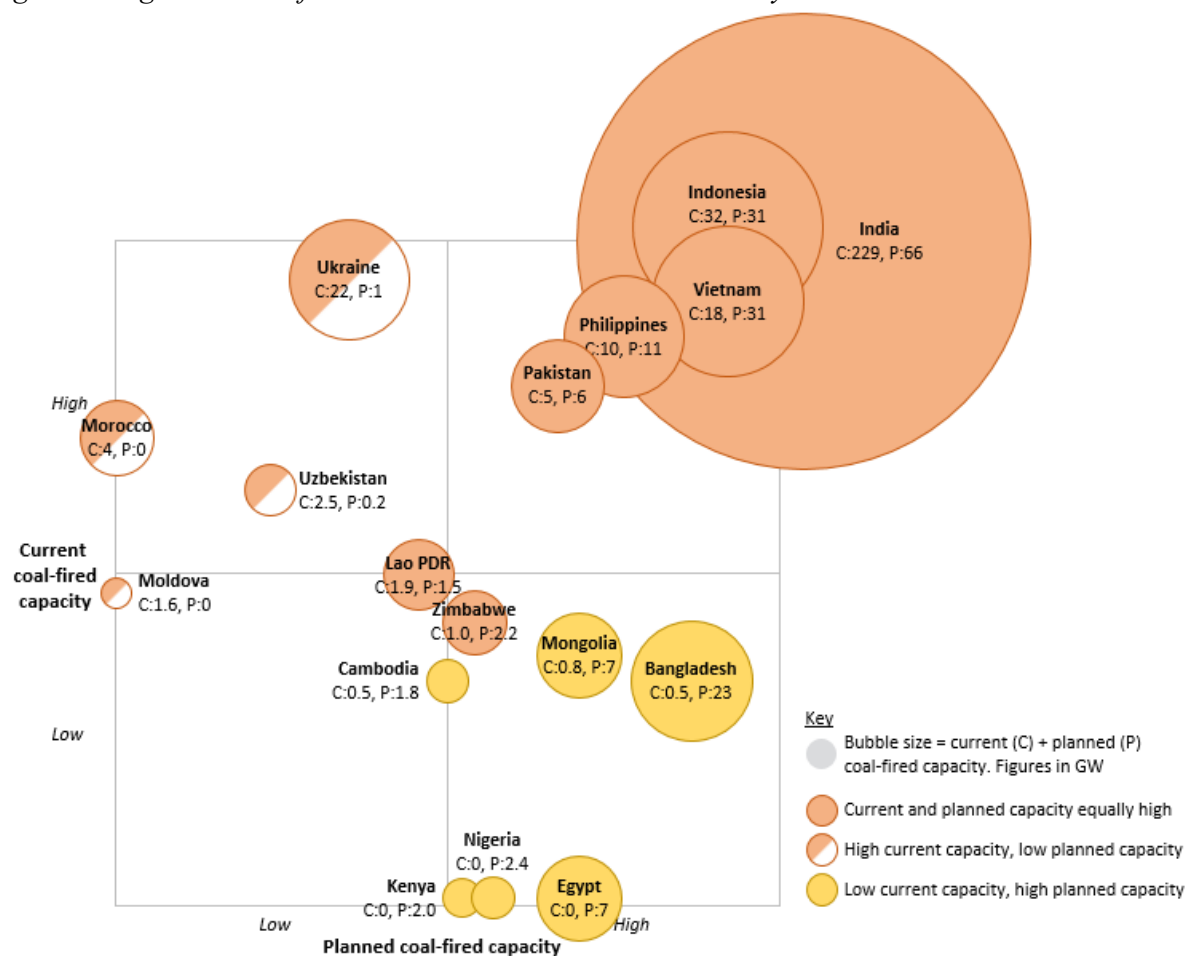 Indonesia
C:32, P:31
India
C:229, P:66
Ukraine
C:22, P:1
Vietnam
C:18, P:31
Philippines
C:10, P:11
Pakistan
C:5, P:6
High
Morocco
C:4, P:0
Uzbekistan
C:2.5, P:0.2
Current
coal-fired
capacity
Lao PDR
C:1.9, P:1.5
Moldova
C:1.6, P:0
Zimbabwe
C:1.0, P:2.2
Mongolia
C:0.8, P:7
Cambodia
C:0.5, P:1.8
Bangladesh
C:0.5, P:23
Low
Key
Bubble size = current (C) + planned (P)
coal-fired capacity. Figures in GW
Current and planned capacity equally high
High current capacity, low planned capacity
Low current capacity, high planned capacity
Nigeria
C:0, P:2.4
Kenya
C:0, P:2.0
Egypt
C:0, P:7
Low
High
Planned coal-fired capacity